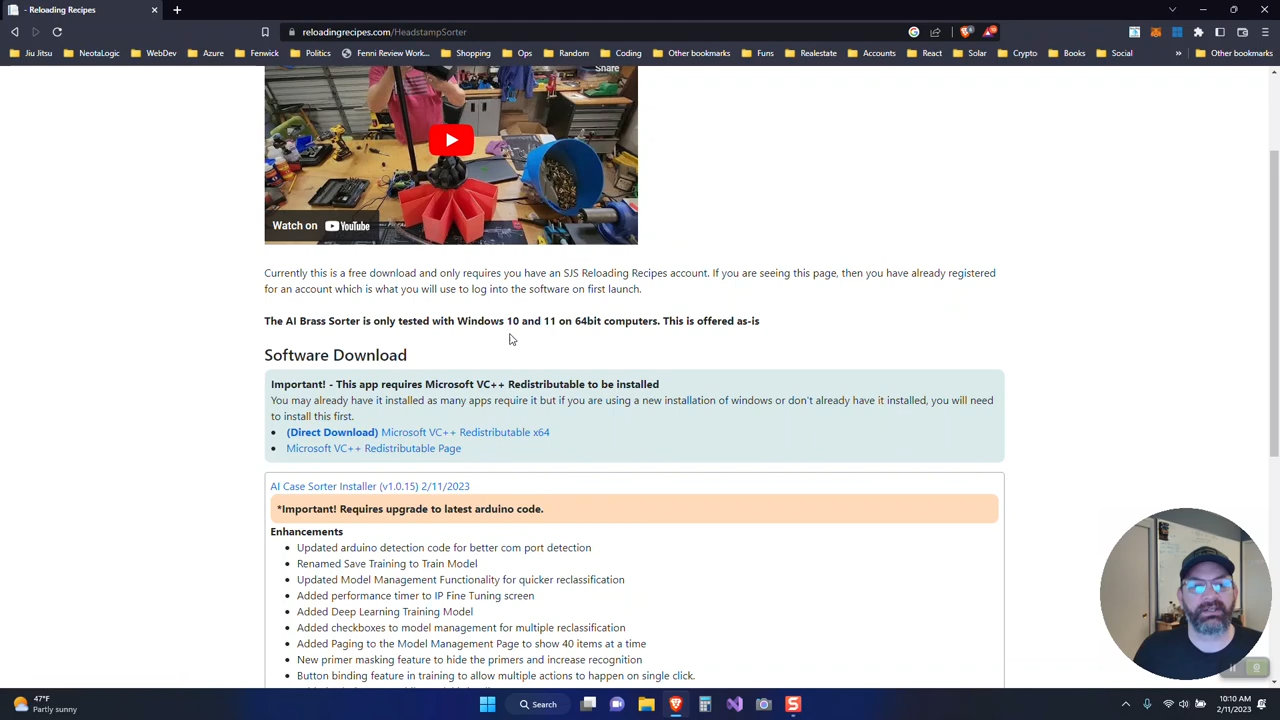 Reloading Recipes
reloadingrecipes.com/HeadstampSorter
Jiu Jitsu
NeotaLogic
WebDev
Azure
Fenwick
Politics
Fenni Review Work...
Shopping
Ops
Random
Coding
Other bookmarks
Funs
Realestate
Accounts
React
Solar
Crypto
Books
Social
Other bookmarks
Share
Watch on YouTube
Currently this is a free download and only requires you have an SJS Reloading Recipes account. If you are seeing this page, then you have already registered
for an account which is what you will use to log into the software on first launch.
The AI Brass Sorter is only tested with Windows 10 and 11 on 64bit computers. This is offered as-is
Software Download
Important! - This app requires Microsoft VC++ Redistributable to be installed
You may already have it installed as many apps require it but if you are using a new installation of windows or don't already have it installed, you will need
to install this first.
(Direct Download) Microsoft VC++ Redistributable x64
Microsoft VC++ Redistributable Page
AI Case Sorter Installer (v1.0.15) 2/11/2023
*Important! Requires upgrade to latest arduino code.
Enhancements
Updated arduino detection code for better com port detection
Renamed Save Training to Train Model
Updated Model Management Functionality for quicker reclassification
Added performance timer to IP Fine Tuning screen
Added Deep Learning Training Model
Added checkboxes to model management for multiple reclassification
Added Paging to the Model Management Page to show 40 items at a time
New primer masking feature to hide the primers and increase recognition
Button binding feature in training to allow multiple actions to happen on single click.
47°F
Partly sunny
Search
10:10 AM
2/11/2023